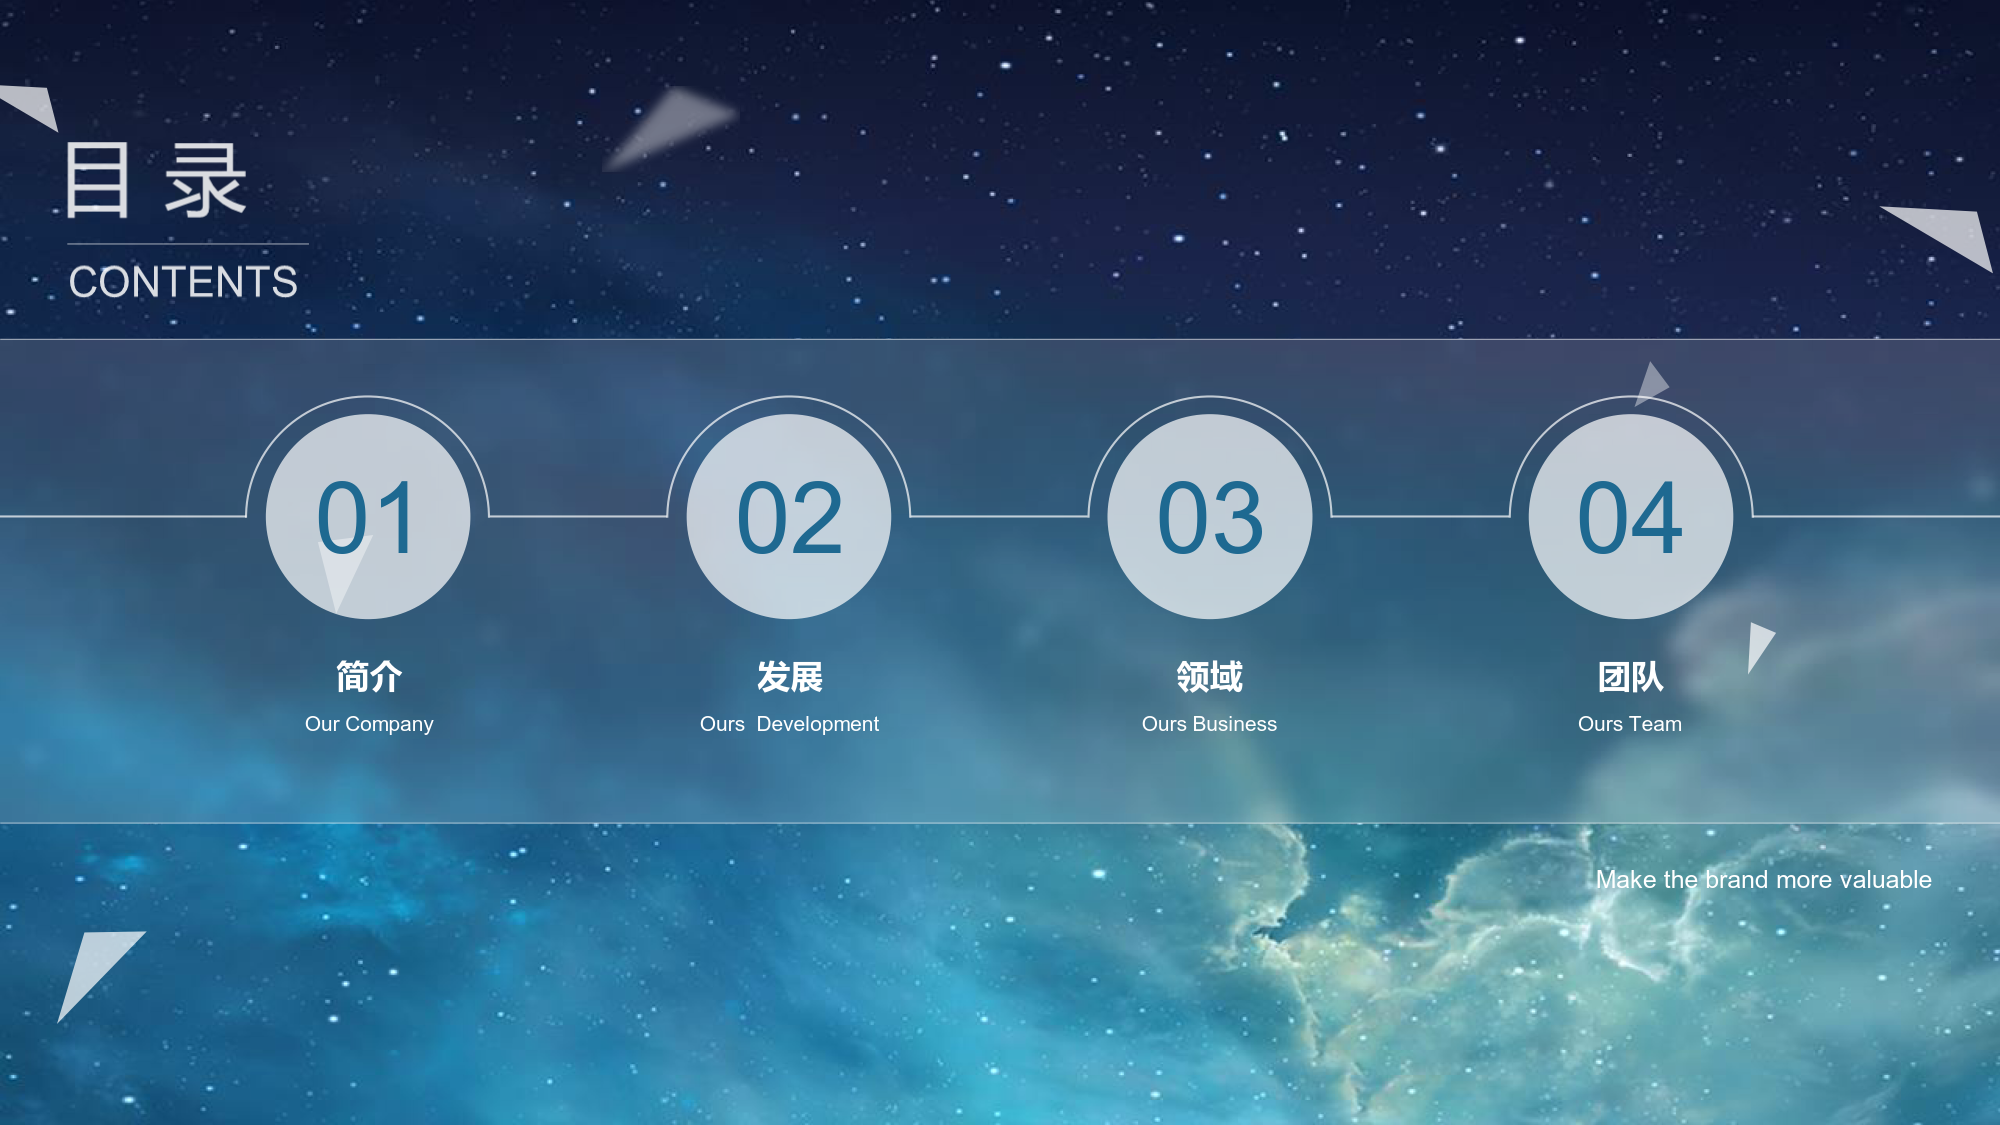 目录
CONTENTS
01
02
03
04
简介
发展
领域
团队
Our Company
Ours  Development
Ours Business
Ours Team
Make the brand more valuable